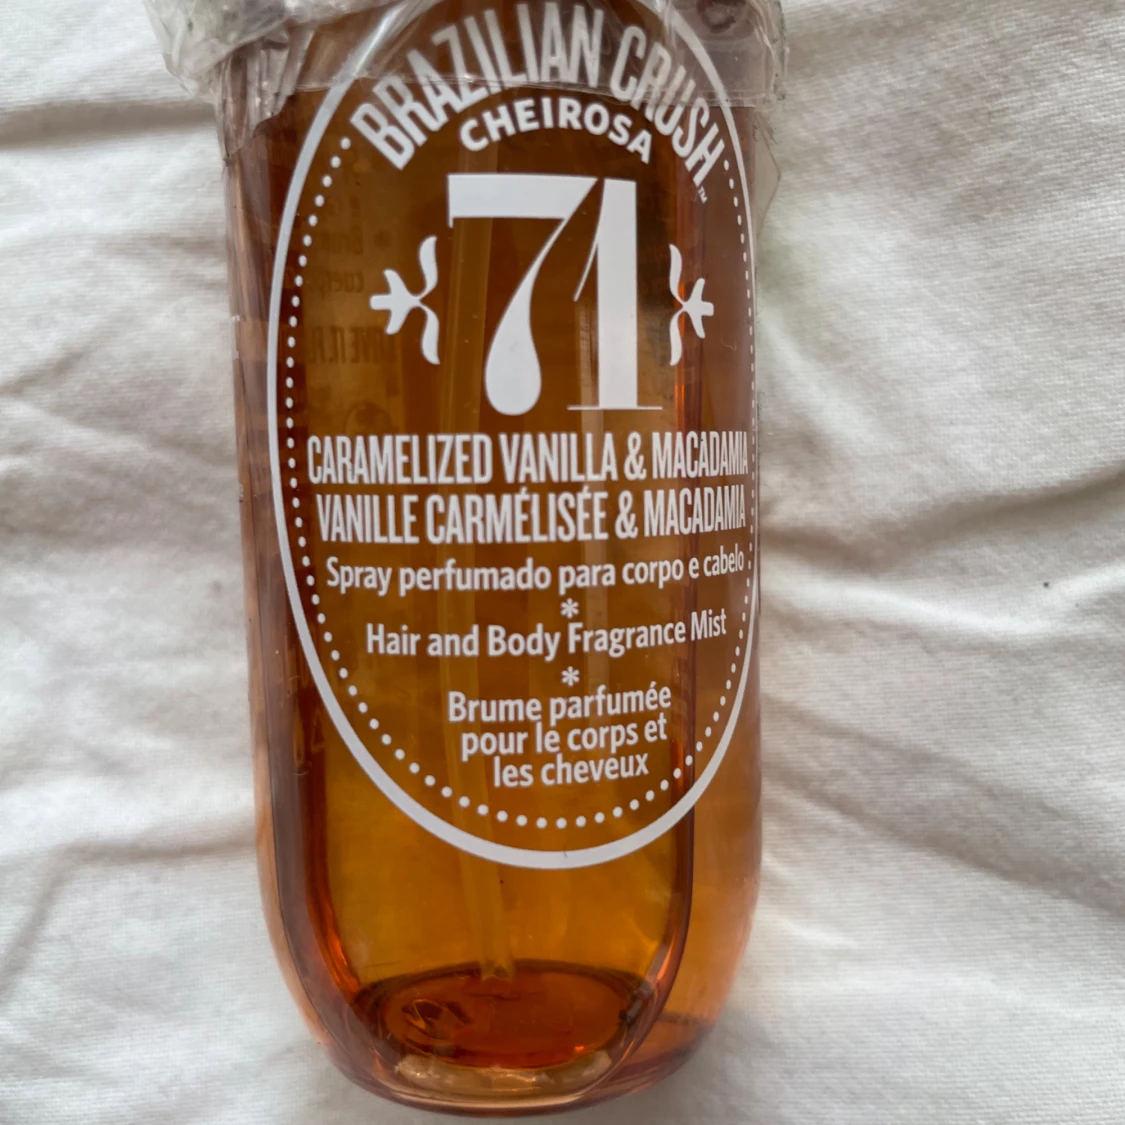 BRAZILIAN CRUSH™
CHEIROSA
71
CARAMELIZED VANILLA & MACADAMIA
VANILLE CARMÉLISÉE & MACADAMIA
Spray perfumado para corpo e cabelo
*
Hair and Body Fragrance Mist
*
Brume parfumée
pour le corps et
les cheveux